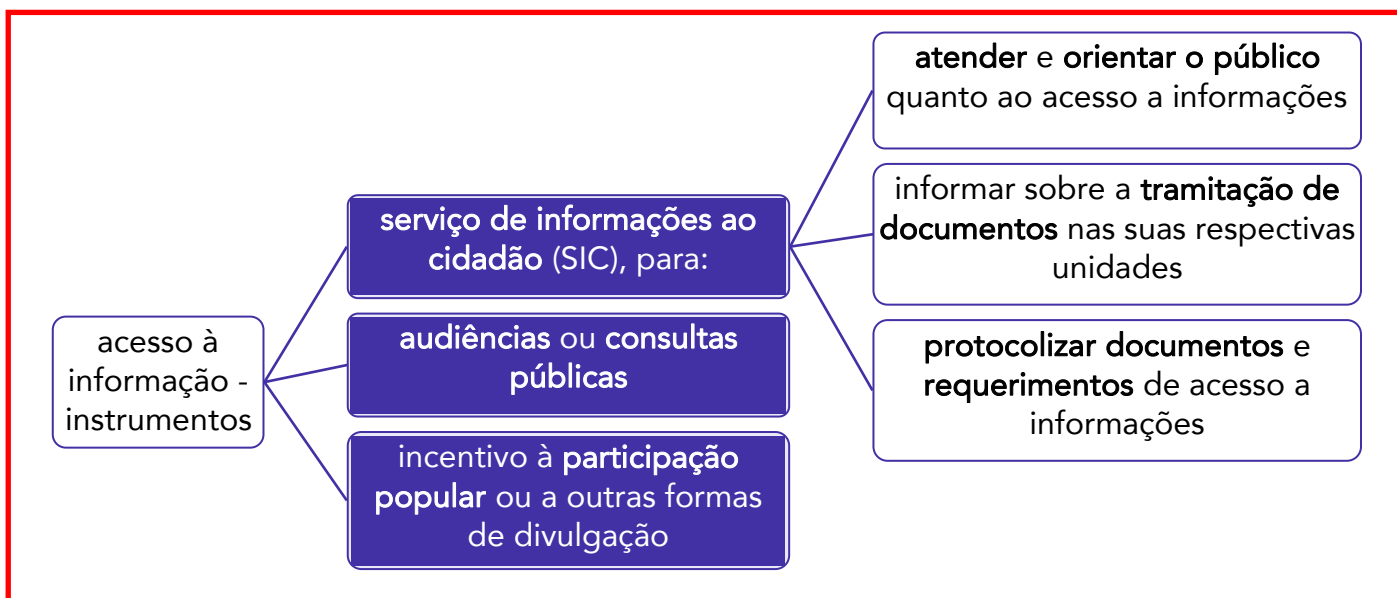 acesso à
informação -
instrumentos
serviço de informações ao
cidadão (SIC), para:
atender e orientar o público
quanto ao acesso a informações
informar sobre a tramitação de
documentos nas suas respectivas
unidades
protocolizar documentos e
requerimentos de acesso a
informações
audiências ou consultas
públicas
incentivo à participação
popular ou a outras formas
de divulgação